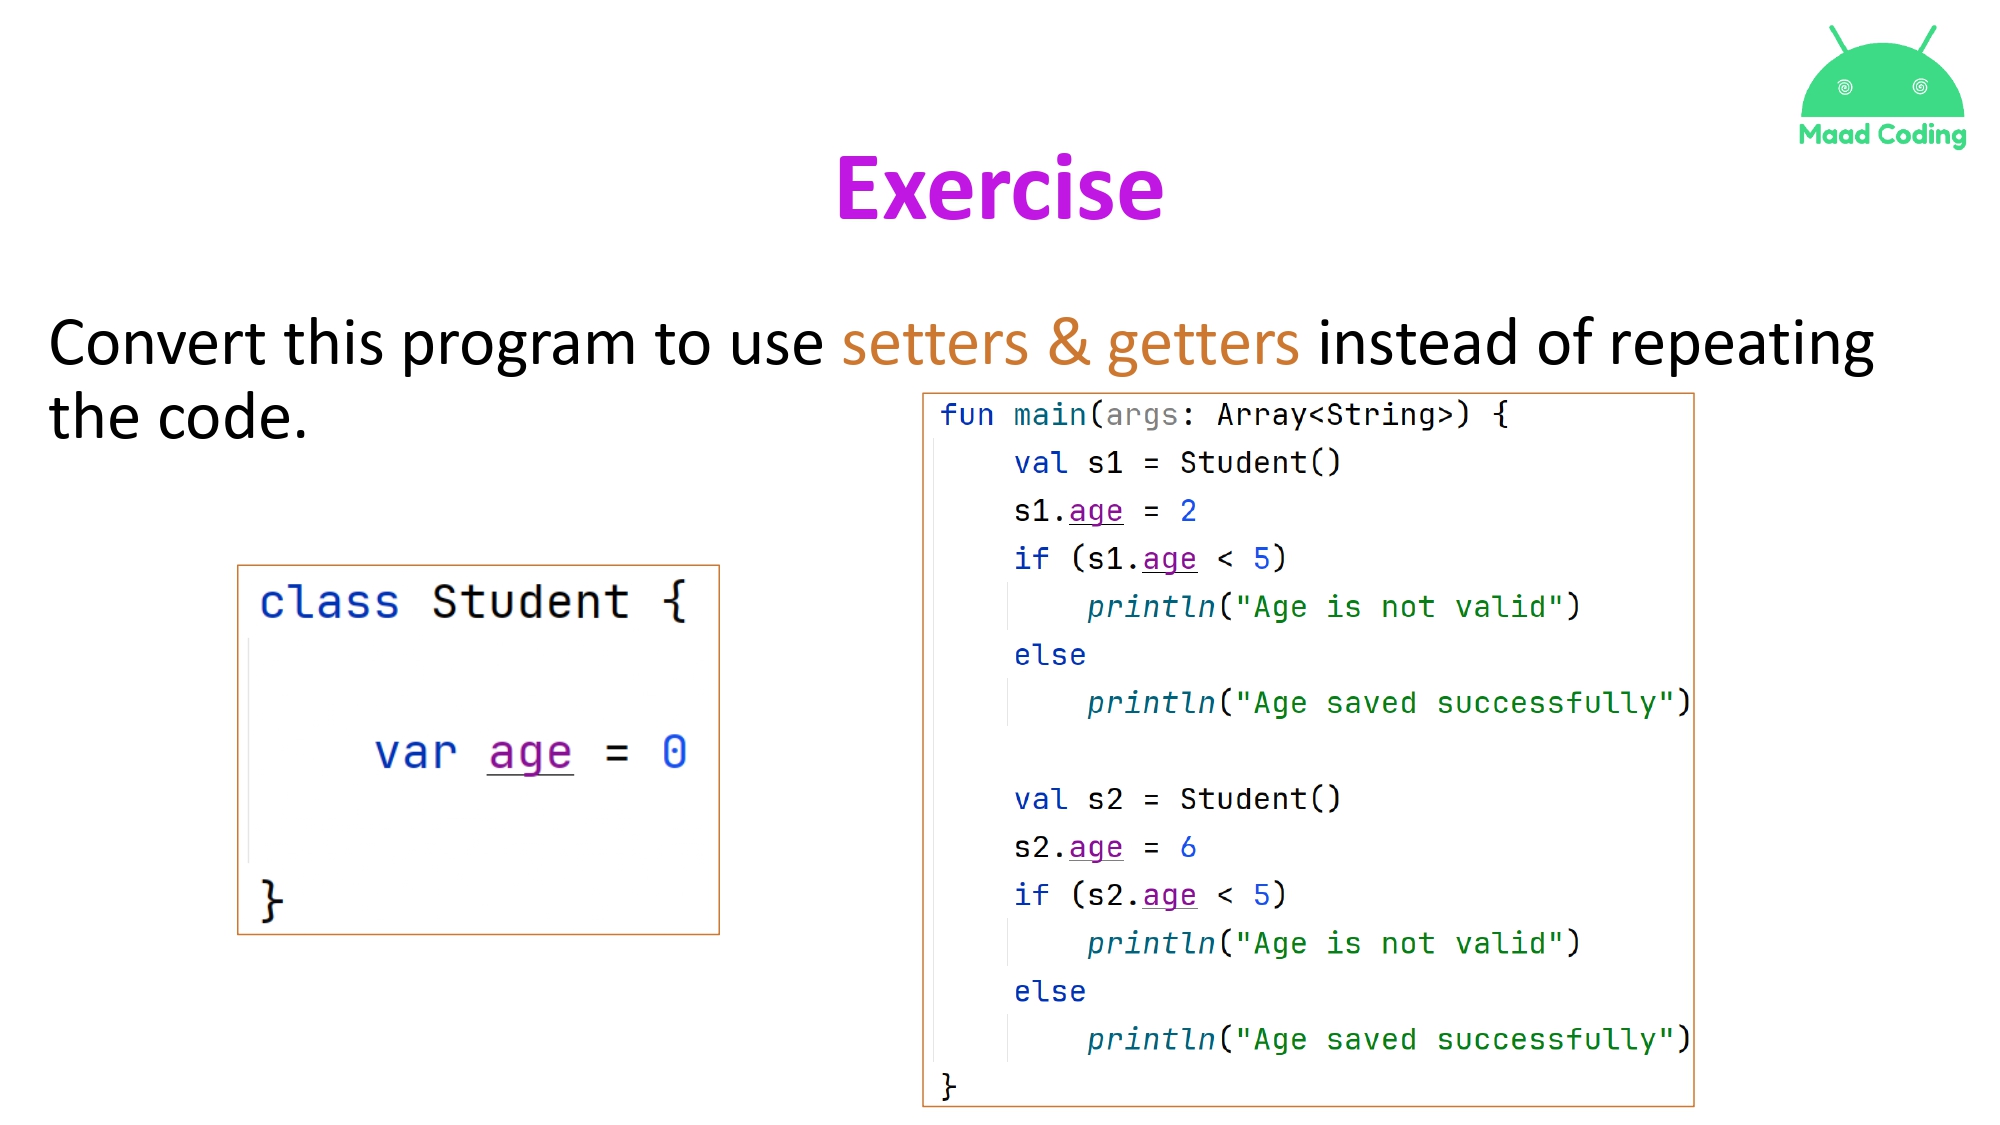 Maad Coding
Exercise
Convert this program to use setters & getters instead of repeating
the code.
class Student {
var age = 0
}
fun main(args: Array<String>) {
val s1 = Student()
s1.age = 2
if (s1.age < 5)
println("Age is not valid")
else
println("Age saved successfully")
val s2 = Student()
s2.age = 6
if (s2.age < 5)
println("Age is not valid")
else
println("Age saved successfully")
}